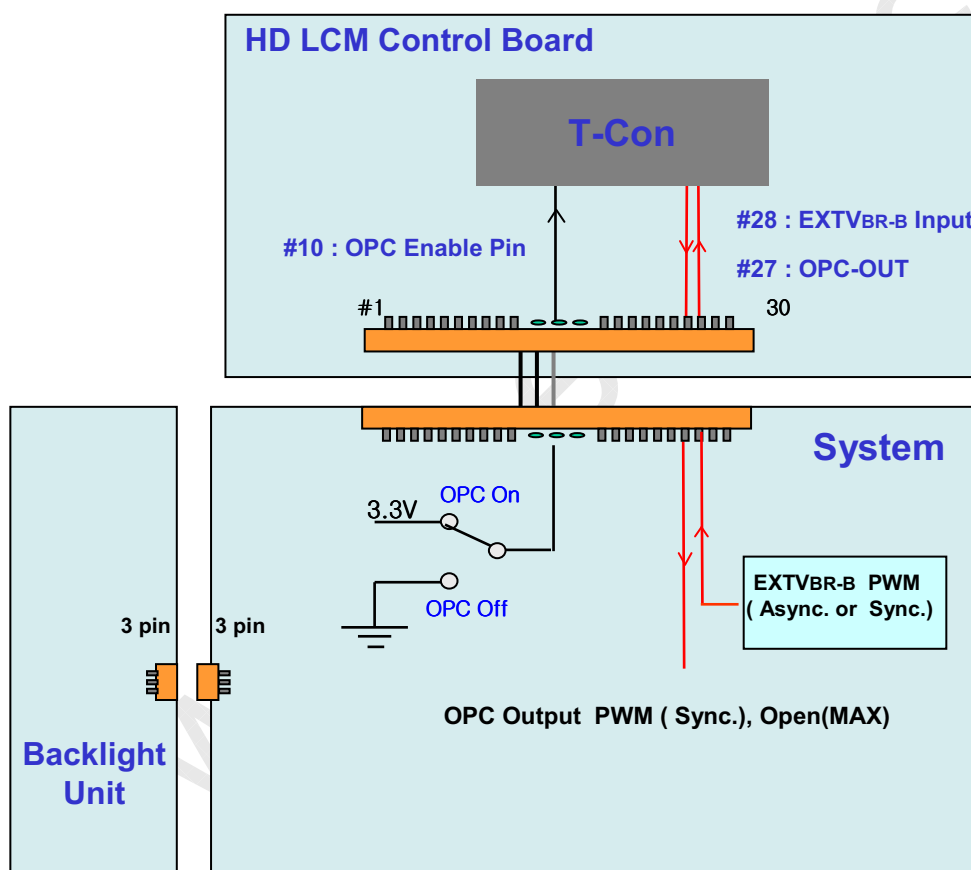 HD LCM Control Board
T-Con
#28 : EXTVBR-B Input
#10 : OPC Enable Pin
#27 : OPC-OUT
#1
30
System
OPC On
3.3V
OPC Off
EXTVBR-B PWM
( Async. or Sync.)
3 pin
3 pin
OPC Output PWM ( Sync.), Open(MAX)
Backlight
Unit